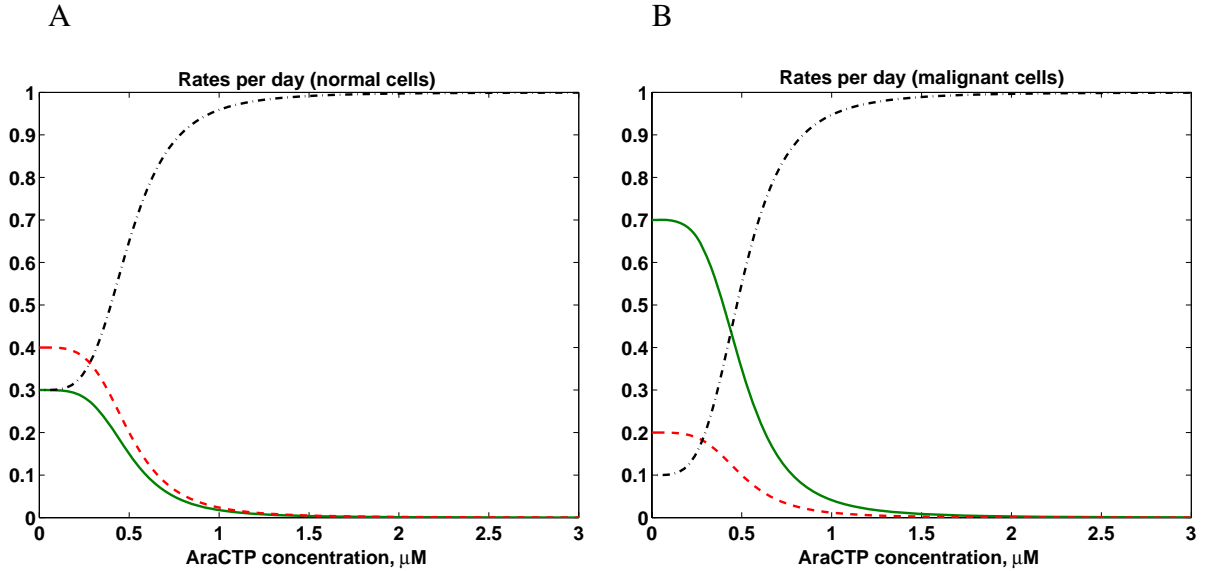 A
B
Rates per day (normal cells)
1
0.9
0.8
0.7
0.6
0.5
0.4
0.3
0.2
0.1
0
0 0.5 1 1.5 2 2.5 3
AraCTP concentration, μM
Rates per day (malignant cells)
1
0.9
0.8
0.7
0.6
0.5
0.4
0.3
0.2
0.1
0
0 0.5 1 1.5 2 2.5 3
AraCTP concentration, μM